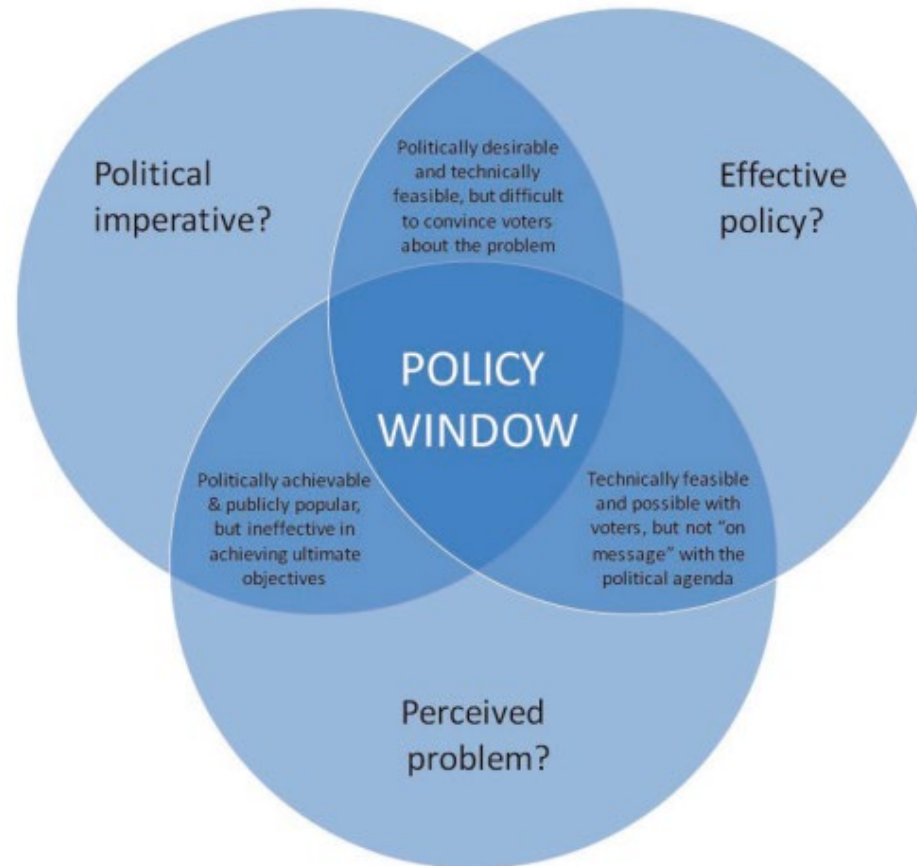 Political
imperative?
Politically desirable
and technically
feasible, but difficult
to convince voters
about the problem
Effective
policy?
POLICY
WINDOW
Politically achievable
& publicly popular,
but ineffective in
achieving ultimate
objectives
Technically feasible
and possible with
voters, but not “on
message” with the
political agenda
Perceived
problem?